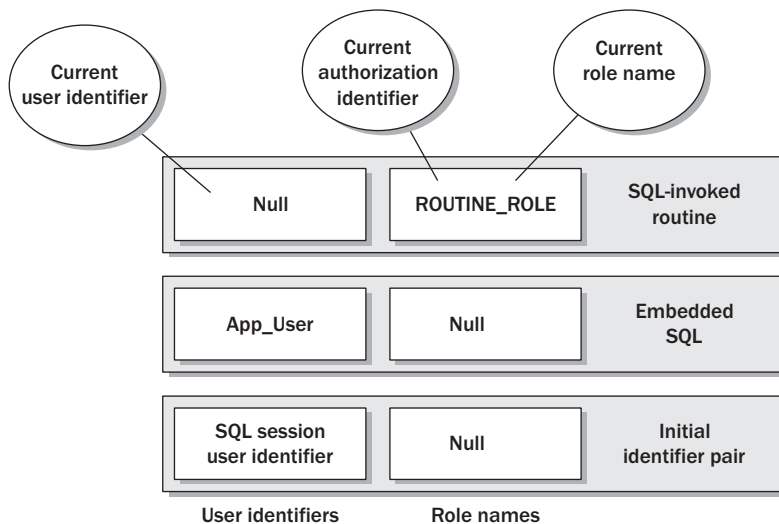 Current
user identifier
Current
authorization
identifier
Current
role name
Null
ROUTINE_ROLE
SQL-invoked
routine
App_User
Null
Embedded
SQL
SQL session
user identifier
Null
Initial
identifier pair
User identifiers
Role names